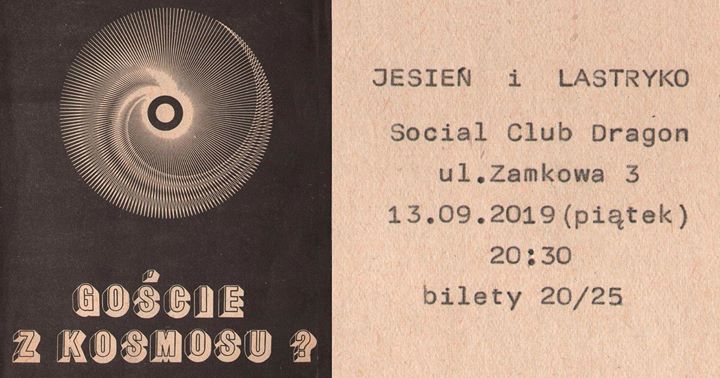 GOŚCIE
Z KOSMOSU ?
JESIEŃ i LASTRYKO
Social Club Dragon
ul.Zamkowa 3
13.09.2019(piątek)
20:30
bilety 20/25